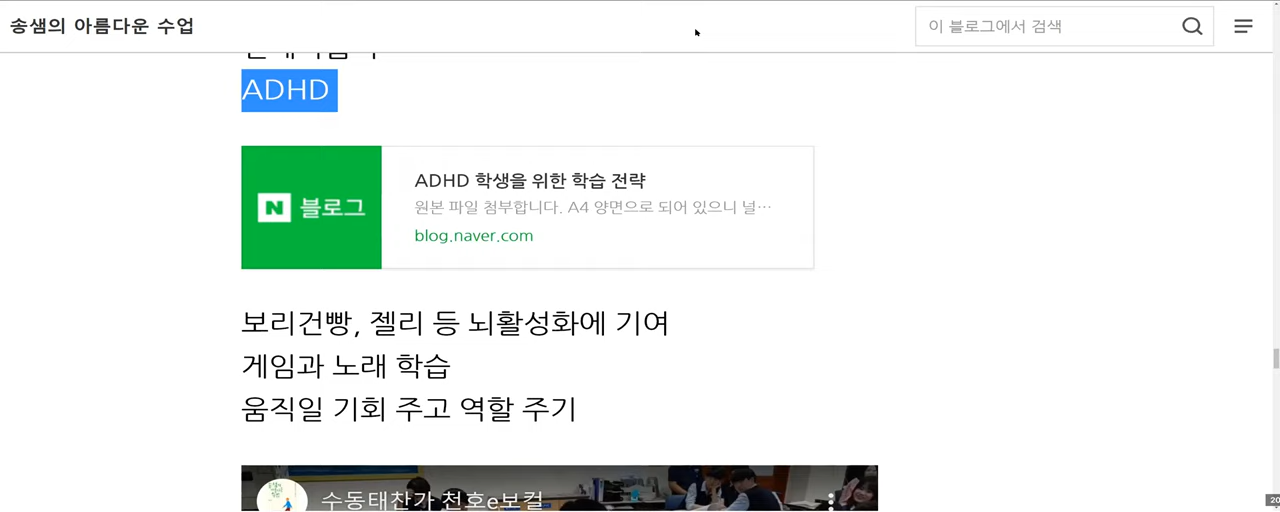 송샘의 아름다운 수업
이 블로그에서 검색
ADHD
N 블로그
ADHD 학생을 위한 학습 전략
원본 파일 첨부합니다. A4 양면으로 되어 있으니 널…
blog.naver.com
보리건빵, 젤리 등 뇌활성화에 기여
게임과 노래 학습
움직일 기회 주고 역할 주기
수동태찬가 천호e보컬
20